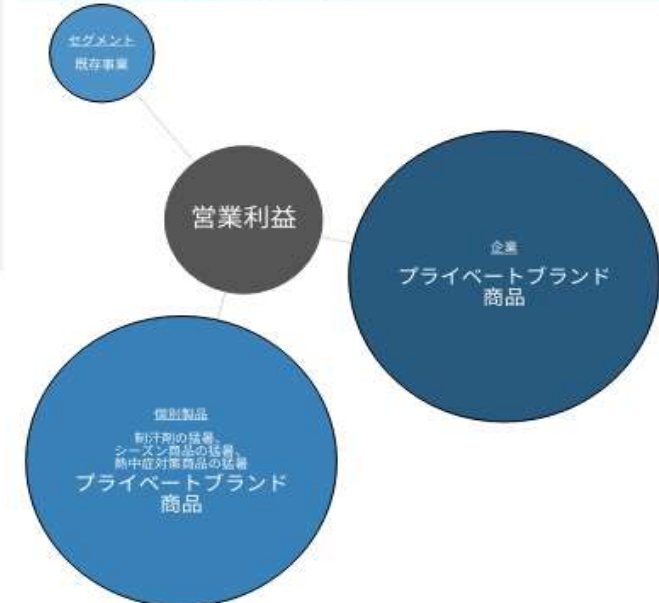 セグメント
既存事業
営業利益
企業
プライベートブランド
商品
個別製品
制汗剤の猛暑、
シーズン商品の猛暑、
熱中症対策商品の猛暑
プライベートブランド
商品